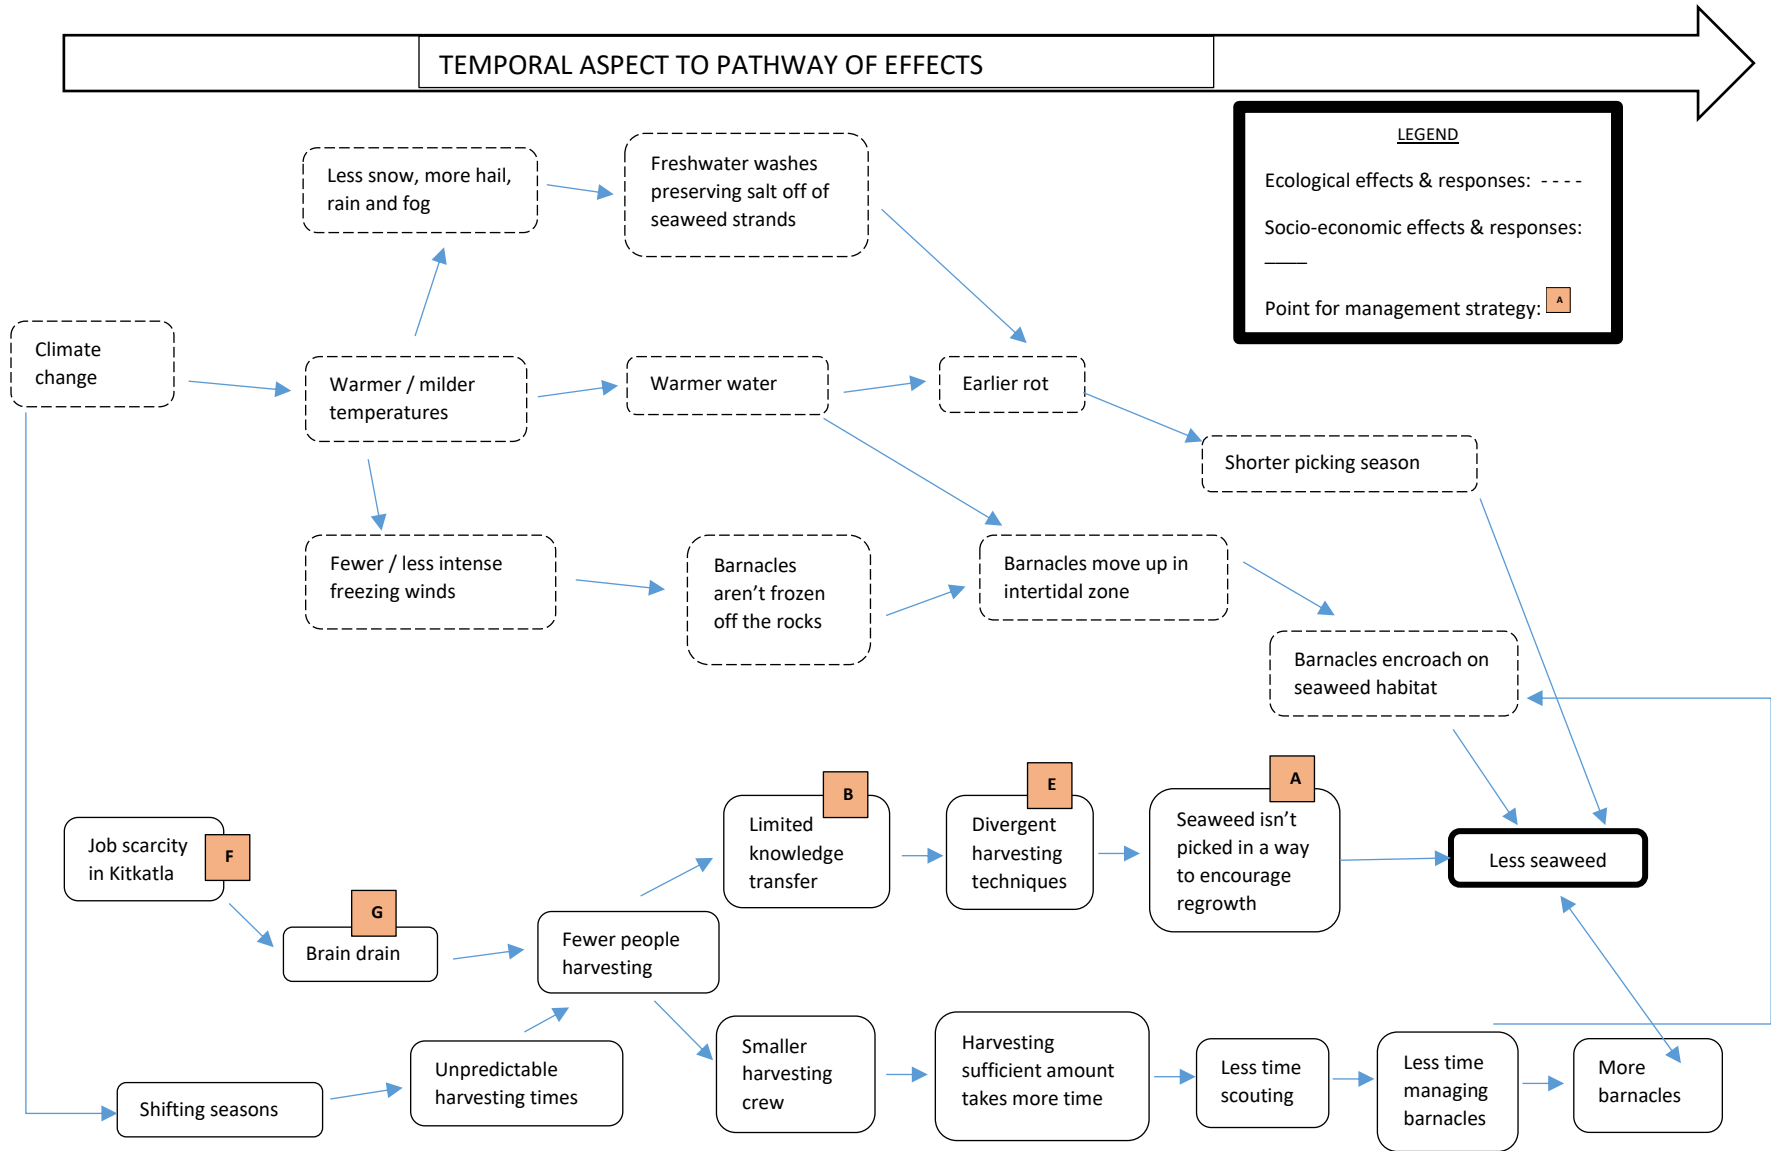 TEMPORAL ASPECT TO PATHWAY OF EFFECTS
LEGEND
Ecological effects & responses: - - - -
Socio-economic effects & responses:
____
Point for management strategy: A
Less snow, more hail,
rain and fog
Freshwater washes
preserving salt off of
seaweed strands
Climate
change
Warmer / milder
temperatures
Warmer water
Earlier rot
Shorter picking season
Fewer / less intense
freezing winds
Barnacles
aren’t frozen
off the rocks
Barnacles move up in
intertidal zone
Barnacles encroach on
seaweed habitat
Job scarcity
in Kitkatla
F
G
Brain drain
Fewer people
harvesting
B
Limited
knowledge
transfer
E
Divergent
harvesting
techniques
A
Seaweed isn’t
picked in a way
to encourage
regrowth
Less seaweed
Shifting seasons
Unpredictable
harvesting times
Smaller
harvesting
crew
Harvesting
sufficient amount
takes more time
Less time
scouting
Less time
managing
barnacles
More
barnacles